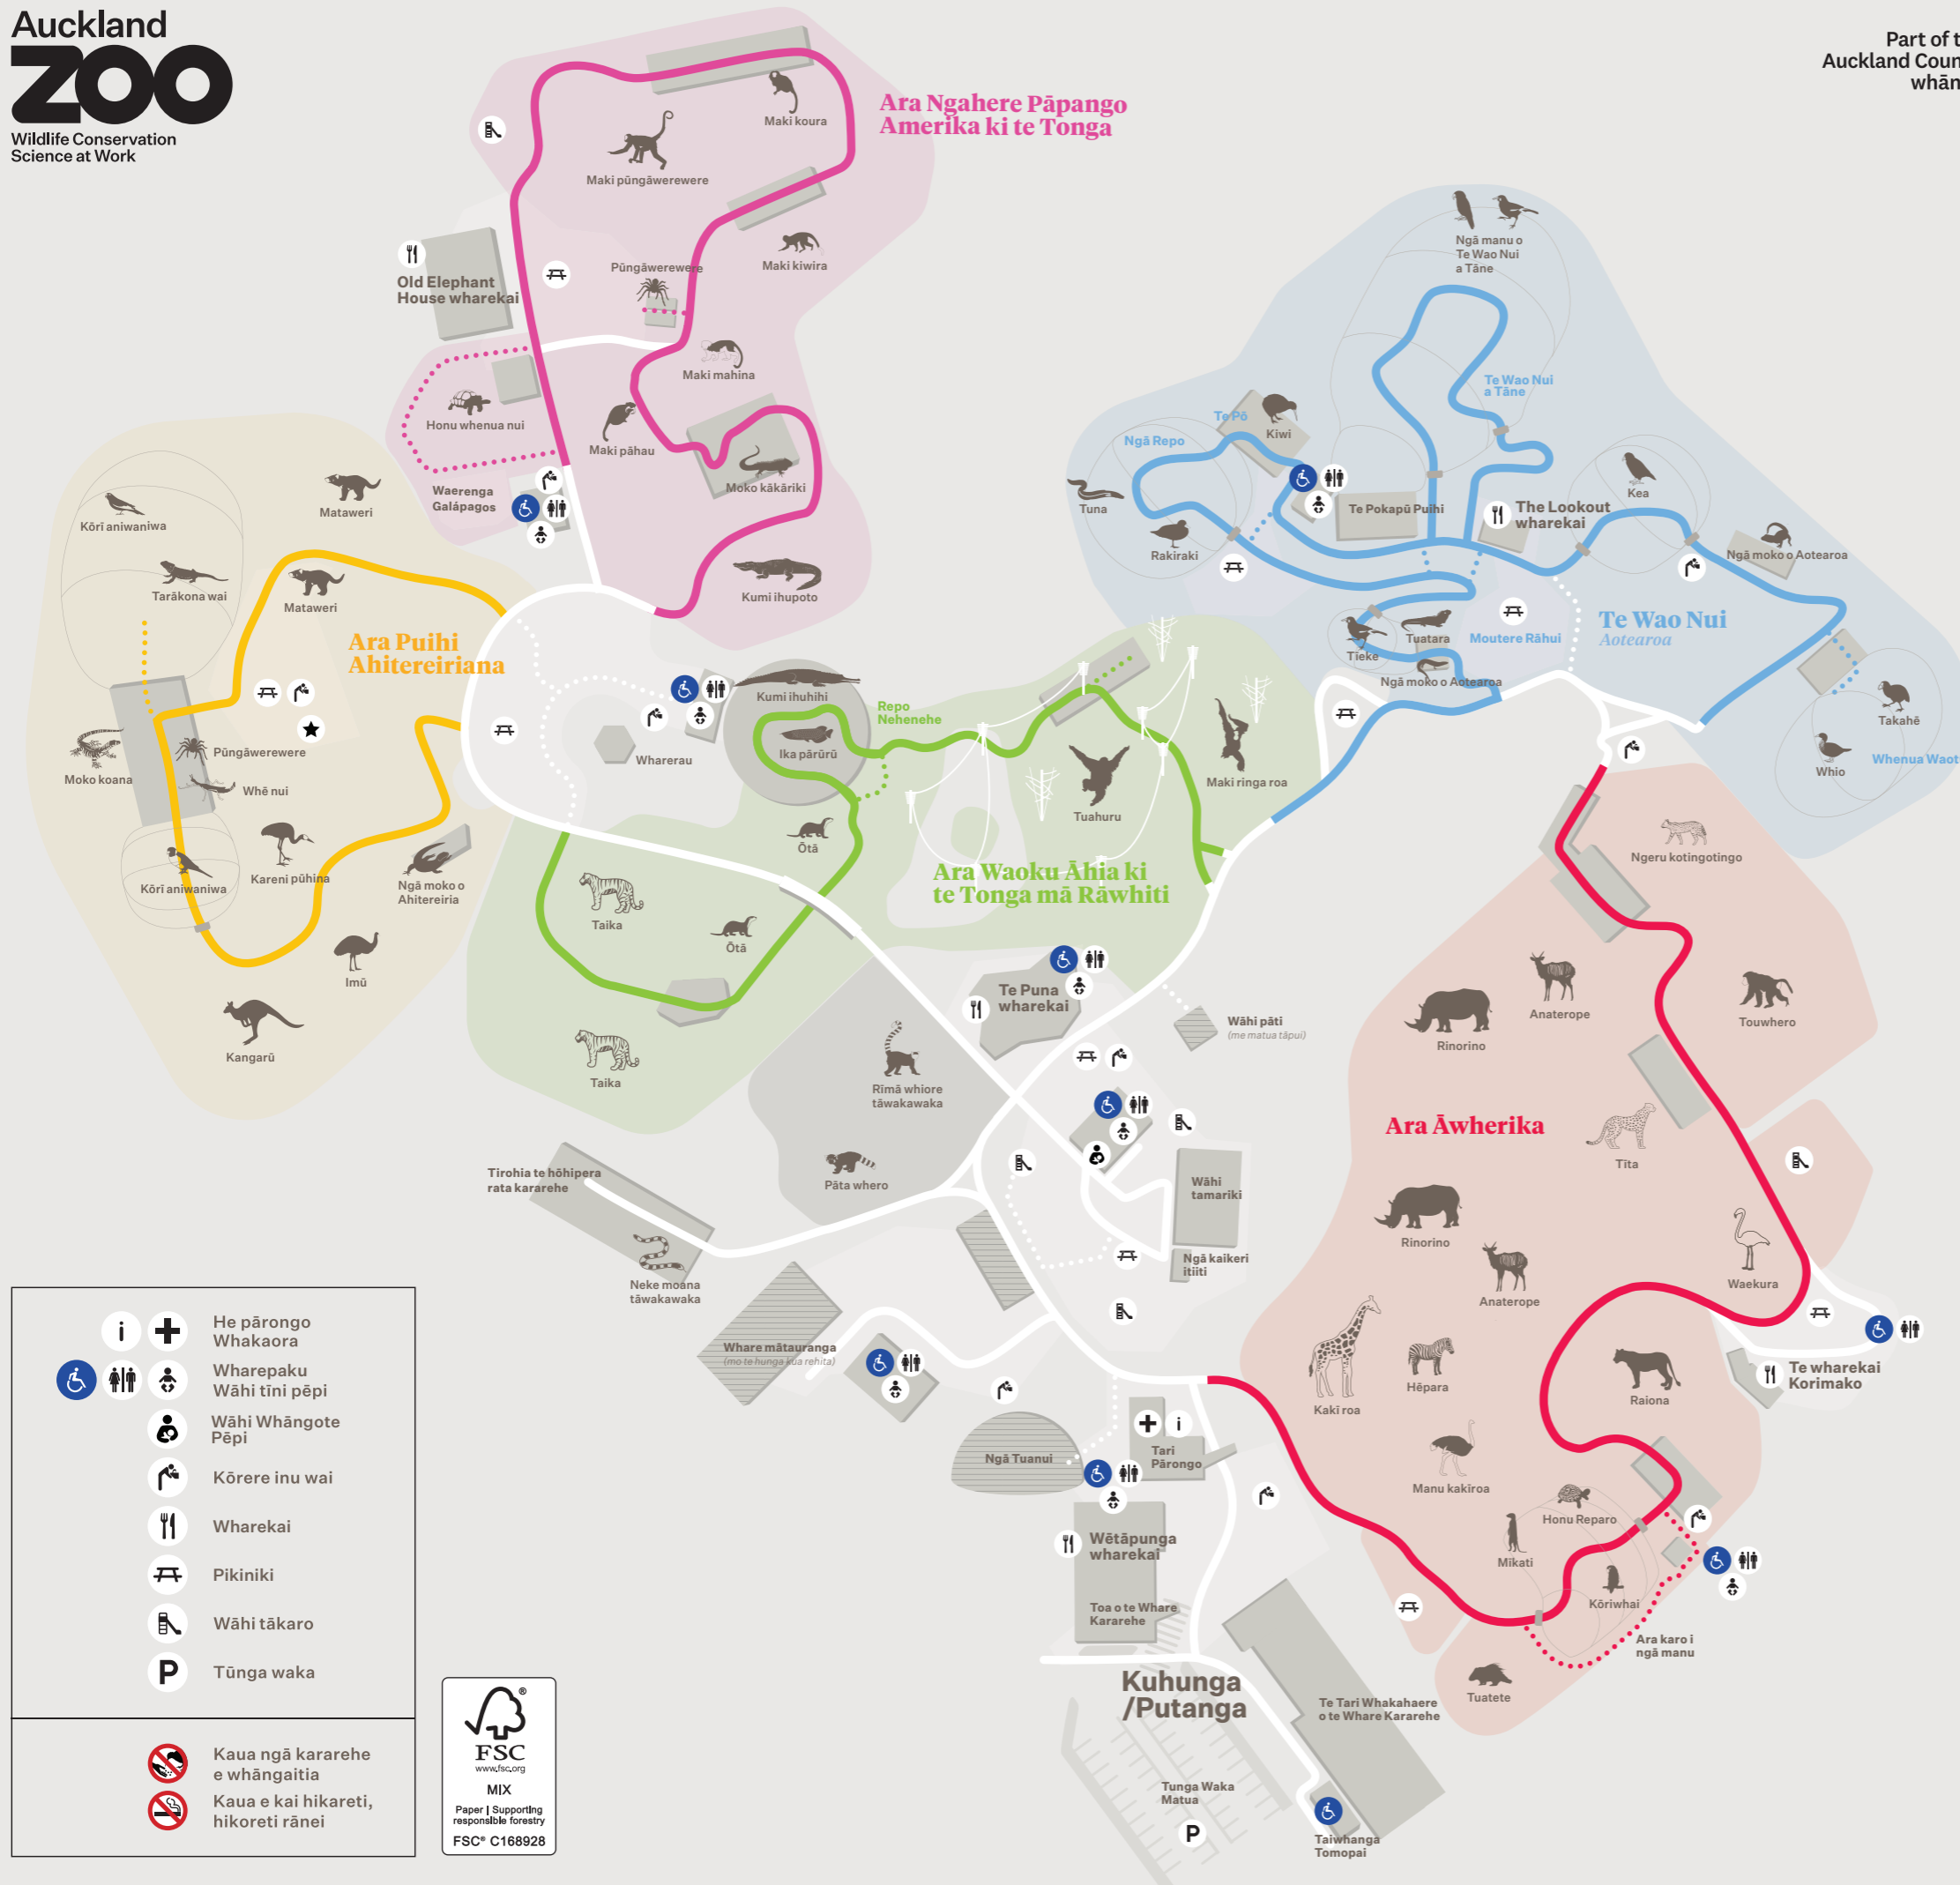 Auckland
ZOO
Wildlife Conservation
Science at Work
Part of t
Auckland Coun
whān
Ara Ngahere Pāpango
Amerika ki te Tonga
Maki koura
Maki pūngāwerewere
Maki kiwira
Pūngāwerewere
Old Elephant
House wharekai
Maki mahina
Honu whenua nui
Maki pāhau
Moko kākāriki
Waerenga
Galápagos
Kumi ihupoto
Ngā manu o
Te Wao Nui
a Tāne
Te Wao Nui
a Tāne
Te Pō
Kiwi
Ngā Repo
Tuna
Rakiraki
Te Pokapū Puihi
The Lookout
wharekai
Kea
Ngā moko o Aotearoa
Te Wao Nui
Aotearoa
Tuatara
Moutere Rāhui
Tīeke
Ngā moko o Aotearoa
Takahē
Whio
Whenua Waot
Kōrī aniwaniwa
Mataweri
Tarākona wai
Mataweri
Ara Puihi
Ahitereiriana
Moko koana
Pūngāwerewere
Whē nui
Kōrī aniwaniwa
Kareni pūhina
Ngā moko o
Ahitereiria
Imū
Kangarū
Wharerau
Kumi ihuhihi
Repo
Nehenehe
Ika pārūrū
Tuahuru
Maki ringa roa
Ōtā
Ara Waoku Āhia ki
te Tonga mā Rāwhiti
Taika
Ōtā
Taika
Te Puna
wharekai
Wāhi pāti
(me matua tāpui)
Rīmā whiore
tāwakawaka
Pāta whero
Tirohia te hōhipera
rata kararehe
Neke moana
tāwakawaka
Wāhi
tamariki
Ngā kaikeri
itiiti
Whare mātauranga
(mo te hunga kua rehita)
Ngā Tuanui
i
Tari
Pārongo
Wētāpunga
wharekai
Toa o te Whare
Kararehe
Kuhunga
/Putanga
Te Tari Whakahaere
o te Whare Kararehe
Tunga Waka
Matua
P
Taiwhanga
Tomopai
Ngeru kotingotingo
Anaterope
Rinorino
Touwhero
Ara Āwherika
Tīta
Rinorino
Anaterope
Waekura
Kakī roa
Hēpara
Raiona
Te wharekai
Korimako
Manu kakīroa
Honu Reparo
Mikati
Kōriwhai
Ara karo i
ngā manu
Tuatete
i
He pārongo
Whakaora
Wharepaku
Wāhi tīni pēpi
Wāhi Whāngote
Pēpi
Kōrere inu wai
Wharekai
Pikiniki
Wāhi tākaro
P
Tūnga waka
Kaua ngā kararehe
e whāngaitia
Kaua e kai hikareti,
hikoreti rānei
®
FSC
www.fsc.org
MIX
Paper | Supporting
responsible forestry
FSC® C168928